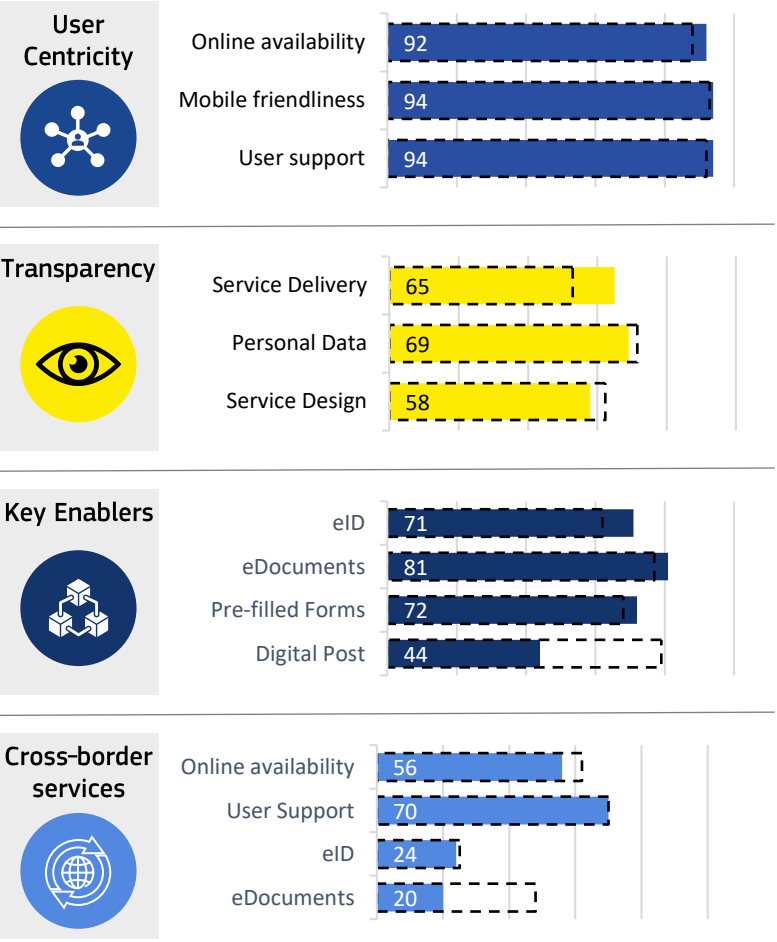 User
Centricity
Online availability
92
Mobile friendliness
94
User support
94
Transparency
Service Delivery
65
Personal Data
69
Service Design
58
Key Enablers
eID
71
eDocuments
81
Pre-filled Forms
72
Digital Post
44
Cross-border
services
Online availability
56
User Support
70
eID
24
eDocuments
20